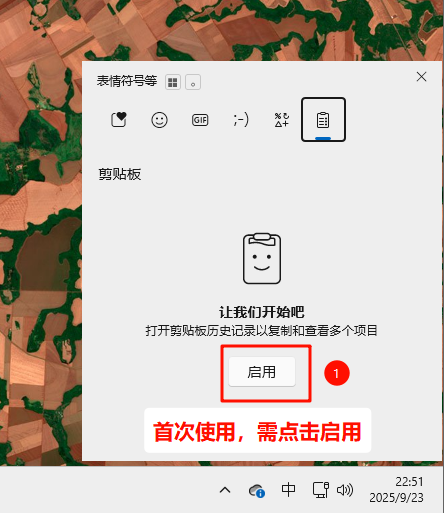 表情符号等
GIF
;-)
剪贴板
让我们开始吧
打开剪贴板历史记录以复制和查看多个项目
启用
1
首次使用，需点击启用
中
22:51
2025/9/23